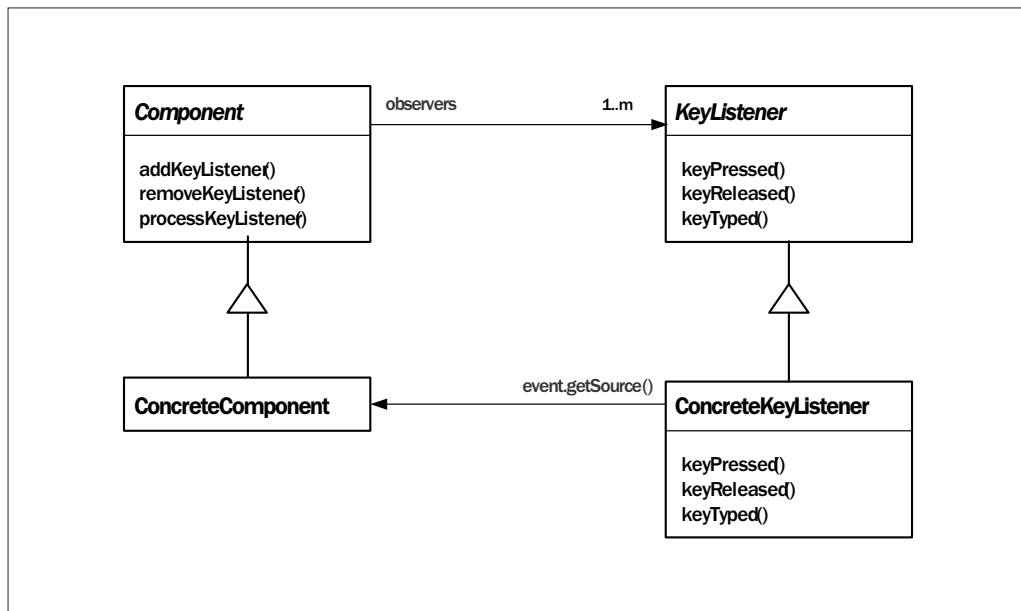 Component
addKeyListener()
removeKeyListener()
processKeyListener()
observers
1..m
KeyListener
keyPressed()
keyReleased()
keyTyped()
ConcreteComponent
event.getSource()
ConcreteKeyListener
keyPressed()
keyReleased()
keyTyped()